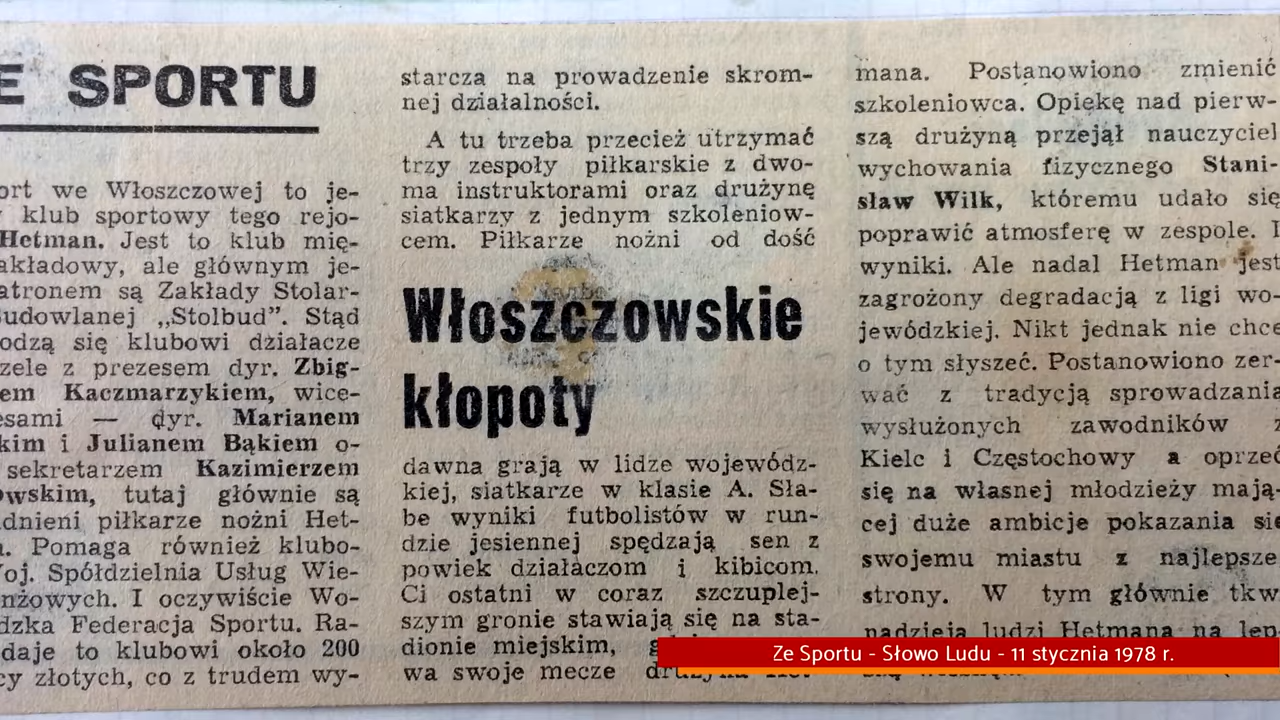 E SPORTU
ort we Włoszczowej to je-
klub sportowy tego rejo-
Hetman. Jest to klub mię-
akładowy, ale głównym je-
atronem są Zakłady Stolar-
Budowlanej „Stolbud”. Stąd
odzą się klubowi działacze
zele z prezesem dyr. Zbig-
em Kaczmarzykiem, wice-
esami — dyr. Marianem
kim i Julianem Bąkiem o-
sekretarzem Kazimierzem
owskim, tutaj głównie są
dnieni piłkarze nożni Het-
a. Pomaga również klubo-
Woj. Spółdzielnia Usług Wie-
nżowych. I oczywiście Wo-
dzka Federacja Sportu. Ra-
daje to klubowi około 200
cy złotych, co z trudem wy-
starcza na prowadzenie skrom-
nej działalności.
A tu trzeba przecież utrzymać
trzy zespoły piłkarskie z dwo-
ma instruktorami oraz drużynę
siatkarzy z jednym szkoleniow-
cem. Piłkarze nożni od dość
Włoszczowskie
kłopoty
dawna grają w lidze wojewódz-
kiej, siatkarze w klasie A. Sła-
be wyniki futbolistów w run-
dzie jesiennej spędzają sen z
powiek działaczom i kibicom.
Ci ostatni w coraz szczuplej-
szym gronie stawiają się na sta-
dionie miejskim,
wa swoje mecze
mana. Postanowiono zmienić
szkoleniowca. Opiekę nad pierw-
szą drużyną przejął nauczyciel
wychowania fizycznego Stani-
sław Wilk, któremu udało się
poprawić atmosferę w zespole. I
wyniki. Ale nadal Hetman jest
zagrożony degradacją z ligi wo-
jewódzkiej. Nikt jednak nie chce
o tym słyszeć. Postanowiono zer-
wać z tradycją sprowadzania
wysłużonych zawodników z
Kielc i Częstochowy a oprzeć
się na własnej młodzieży mają-
cej duże ambicje pokazania się
swojemu miastu z najlepsze
strony. W tym głównie tkw
nadzieja ludzi Hetmana na lep
Ze Sportu - Słowo Ludu - 11 stycznia 1978 r.